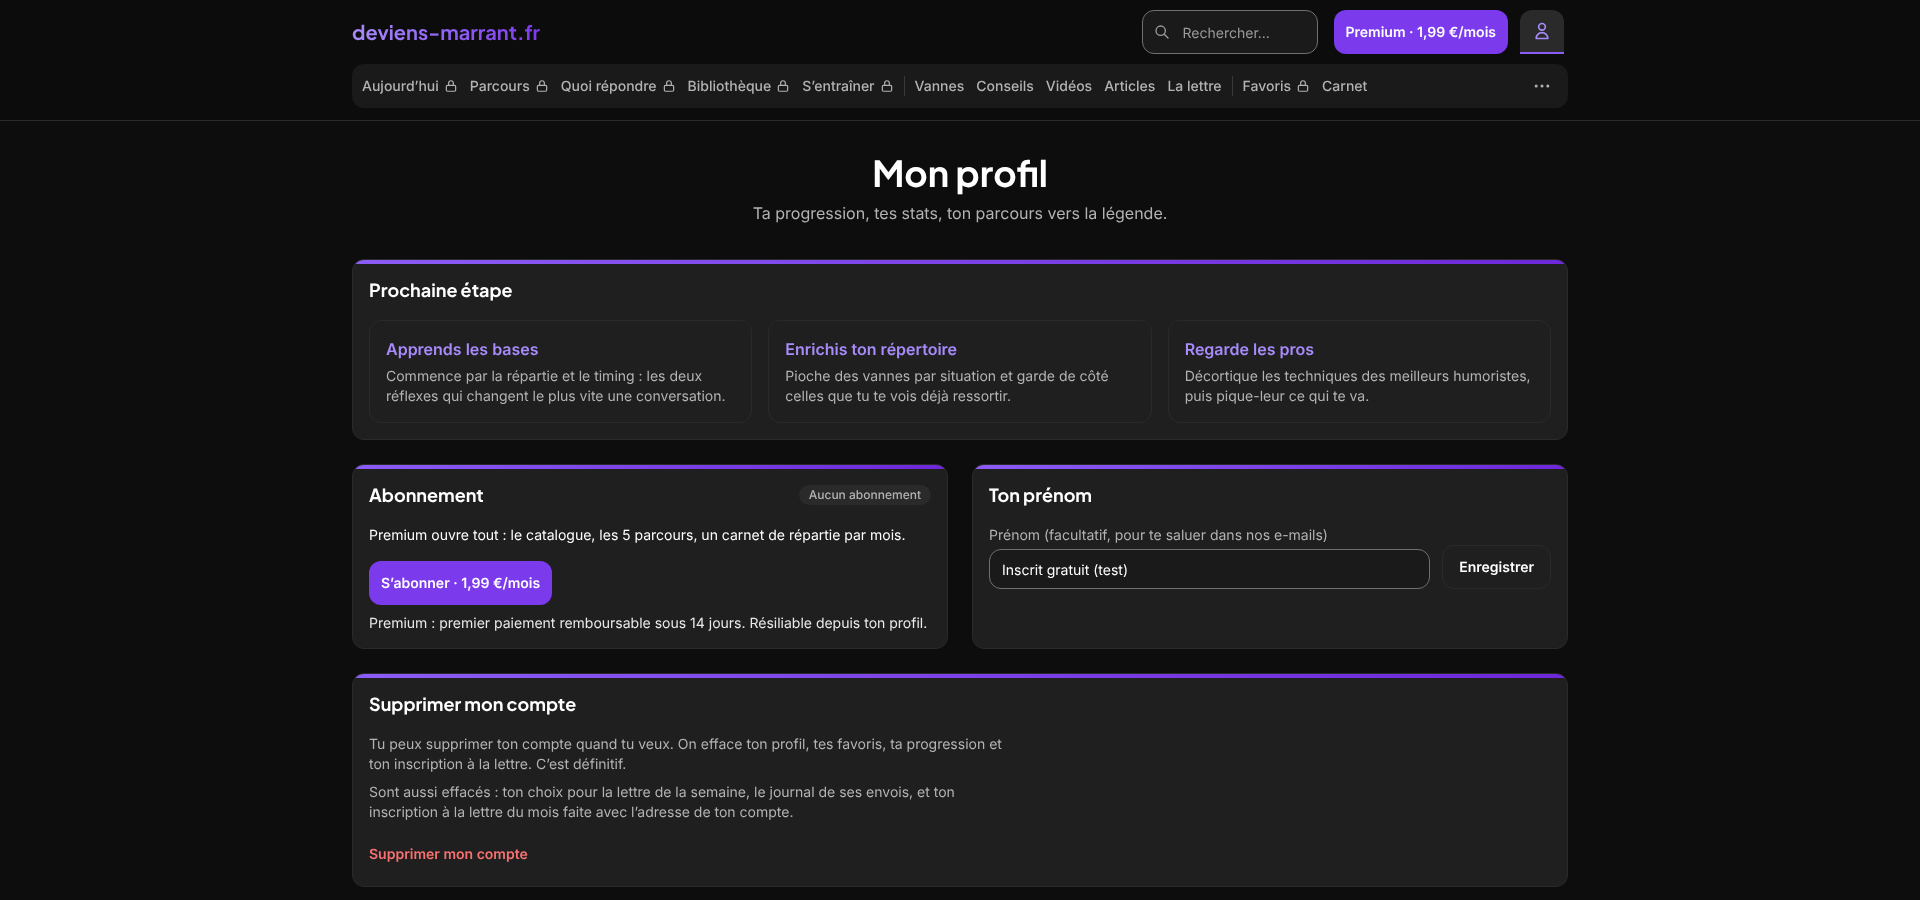 deviens-marrant.fr
Rechercher...
Premium · 1,99 €/mois
Aujourd’hui Parcours Quoi répondre Bibliothèque S’entraîner Vannes Conseils Vidéos Articles La lettre Favoris Carnet
Mon profil
Ta progression, tes stats, ton parcours vers la légende.
Prochaine étape
Apprends les bases
Commence par la répartie et le timing : les deux
réflexes qui changent le plus vite une conversation.
Enrichis ton répertoire
Pioche des vannes par situation et garde de côté
celles que tu te vois déjà ressortir.
Regarde les pros
Décortique les techniques des meilleurs humoristes,
puis pique-leur ce qui te va.
Abonnement
Aucun abonnement
Premium ouvre tout : le catalogue, les 5 parcours, un carnet de répartie par mois.
S’abonner · 1,99 €/mois
Premium : premier paiement remboursable sous 14 jours. Résiliable depuis ton profil.
Ton prénom
Prénom (facultatif, pour te saluer dans nos e-mails)
Inscrit gratuit (test)
Enregistrer
Supprimer mon compte
Tu peux supprimer ton compte quand tu veux. On efface ton profil, tes favoris, ta progression et
ton inscription à la lettre. C’est définitif.
Sont aussi effacés : ton choix pour la lettre de la semaine, le journal de ses envois, et ton
inscription à la lettre du mois faite avec l’adresse de ton compte.
Supprimer mon compte